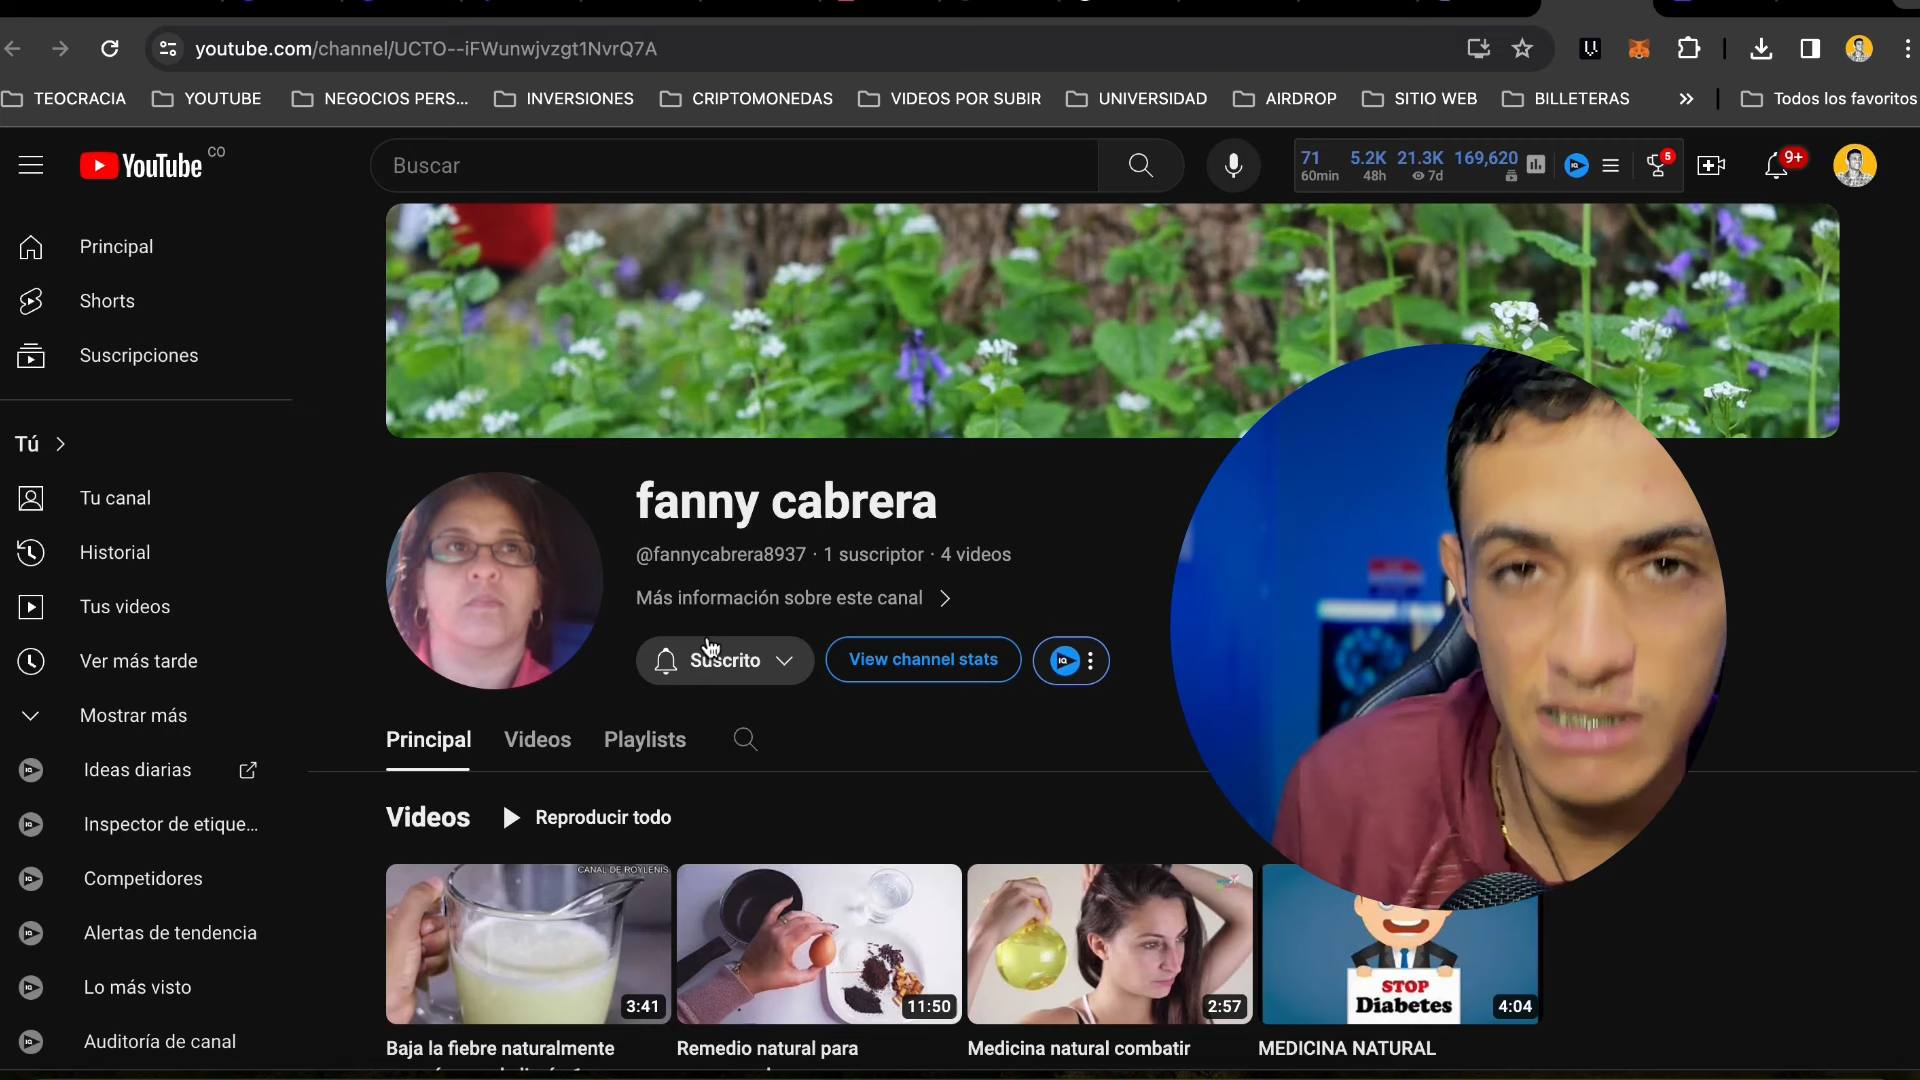 youtube.com/channel/UCTO--iFWunwjvzgt1NvrQ7A
TEOCRACIA YOUTUBE NEGOCIOS PERS... INVERSIONES CRIPTOMONEDAS VIDEOS POR SUBIR UNIVERSIDAD AIRDROP SITIO WEB BILLETERAS » Todos los favoritos
YouTube CO
Buscar
71 5.2K 21.3K 169,620
60min 48h 7d
5
9+
Principal
Shorts
Suscripciones
Tú
Tu canal
Historial
Tus videos
Ver más tarde
Mostrar más
Ideas diarias
Inspector de etique...
Competidores
Alertas de tendencia
Lo más visto
Auditoría de canal
fanny cabrera
@fannycabrera8937 · 1 suscriptor · 4 videos
Más información sobre este canal
Suscrito View channel stats IQ
Principal Videos Playlists
Videos Reproducir todo
CANAL DE ROYLENIS
STOP
Diabetes
3:41 11:50 2:57 4:04
Baja la fiebre naturalmente Remedio natural para Medicina natural combatir MEDICINA NATURAL